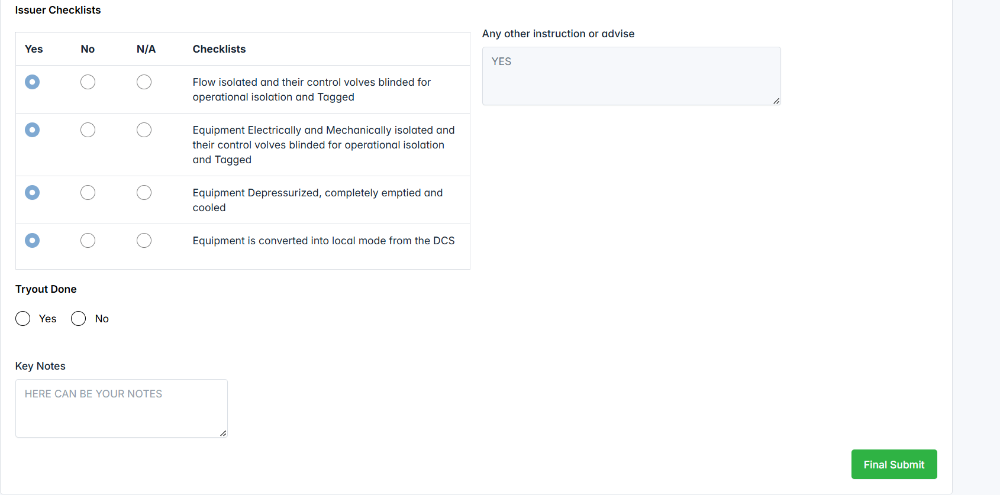 Issuer Checklists
Yes No N/A Checklists
Flow isolated and their control volves blinded for
operational isolation and Tagged
Equipment Electrically and Mechanically isolated and
their control volves blinded for operational isolation
and Tagged
Equipment Depressurized, completely emptied and
cooled
Equipment is converted into local mode from the DCS
Any other instruction or advise
YES
Tryout Done
Yes No
Key Notes
HERE CAN BE YOUR NOTES
Final Submit